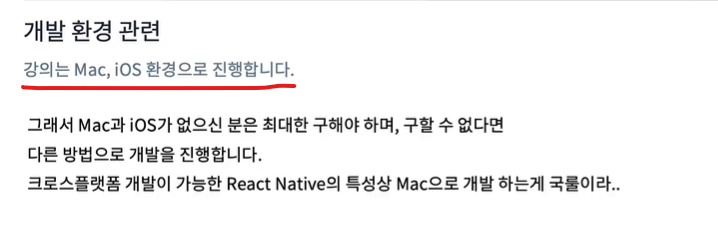 개발 환경 관련
강의는 Mac, iOS 환경으로 진행합니다.
그래서 Mac과 iOS가 없으신 분은 최대한 구해야 하며, 구할 수 없다면
다른 방법으로 개발을 진행합니다.
크로스플랫폼 개발이 가능한 React Native의 특성상 Mac으로 개발 하는게 국룰이라..